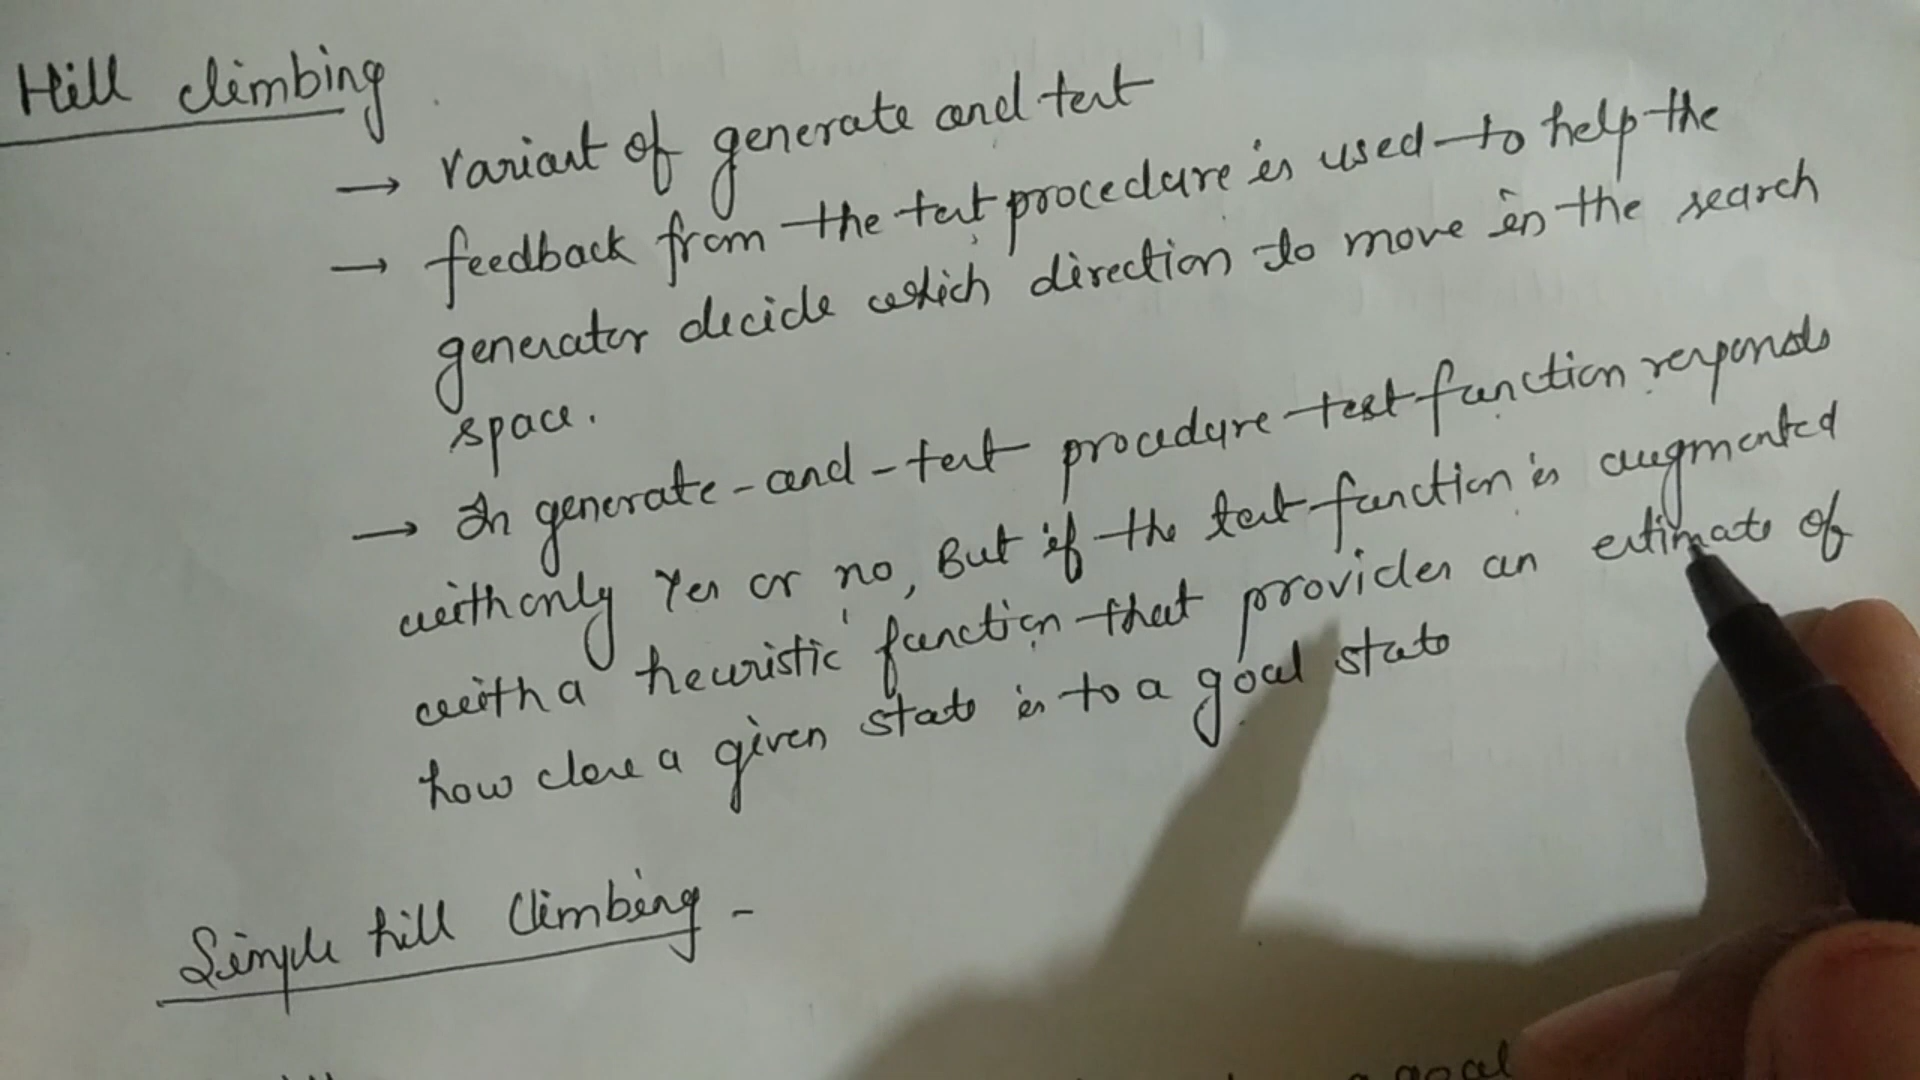 Hill climbing
→ variant of generate and test
→ feedback from the test procedure is used to help the
generator decide which direction to move in the search
space.
→ In generate-and-test procedure test function responds
with only Yes or no, But if the test function is augmented
with a heuristic function that provides an estimate of
how close a given state is to a goal state
Simple hill Climbing -
a goal